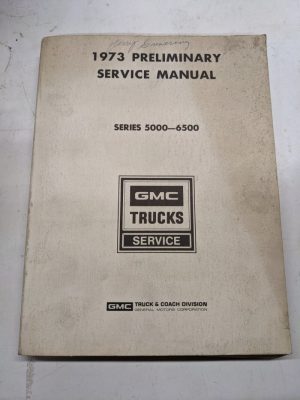 1973 PRELIMINARY
SERVICE MANUAL
SERIES 5000—6500
GMC
TRUCKS
SERVICE
GMC TRUCK & COACH DIVISION
GENERAL MOTORS CORPORATION